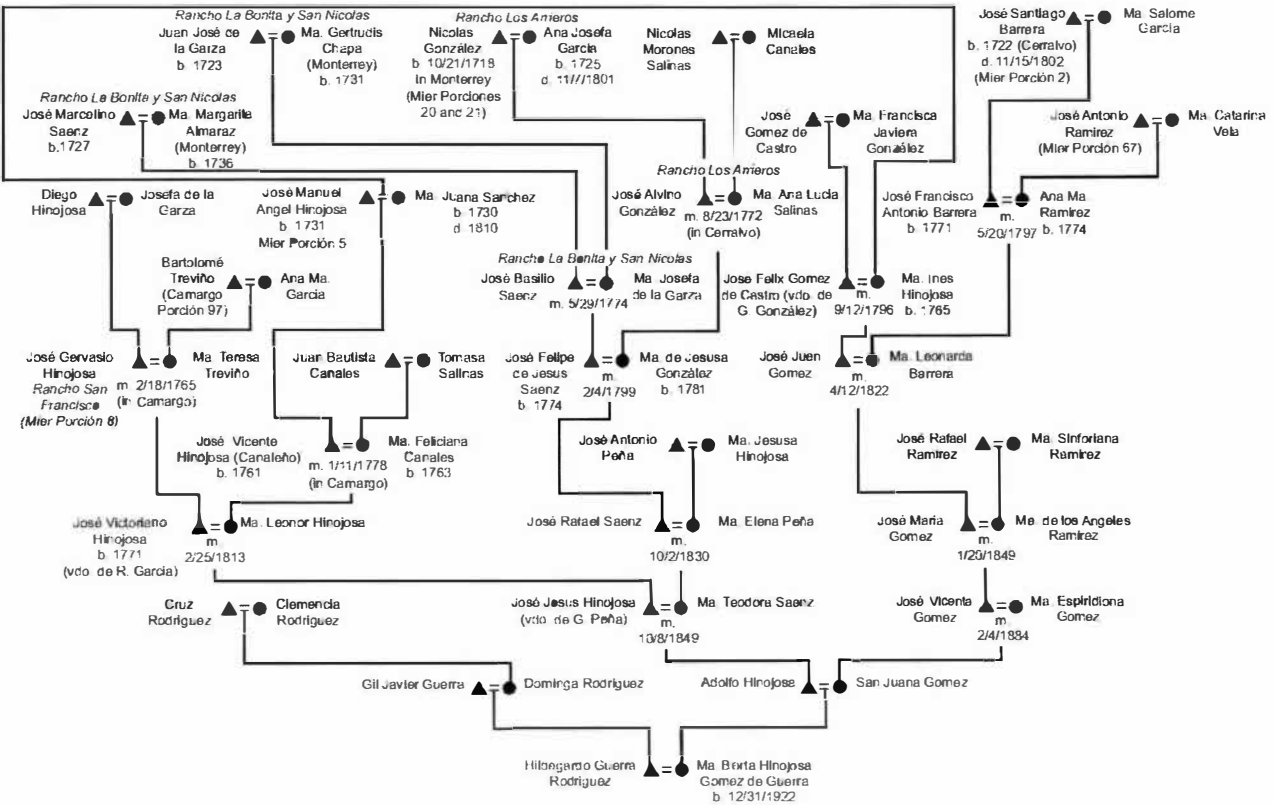 Rancho La Bonita y San Nicolas
Juan José de
la Garza
b. 1723
Ma. Gertrudis
Chapa
(Monterrey)
b. 1731
Rancho Los Arrieros
Nicolas
González
b. 10/21/1718
In Monterrey
(Mier Porciones
20 and 21)
Ana Josefa
Garcia
b. 1725
d. 11/7/1801
Nicolas
Morones
Salinas
Micaela
Canales
José Santiago
Barrera
b. 1722 (Cerralvo)
d. 11/15/1802
(Mier Porción 2)
Ma. Salome
Garcia
Rancho La Bonita y San Nicolas
José Marcelino
Saenz
b. 1727
Ma. Margarita
Almaraz
(Monterrey)
b. 1736
José
Gomez de
Castro
Ma. Francisca
Javiera
González
José Antonio
Ramirez
(Mier Porción 67)
Ma. Catarina
Vela
Diego
Hinojosa
Josefa de la
Garza
José Manuel
Angel Hinojosa
b. 1731
Mier Porción 5
Ma. Juana Sanchez
b. 1730
d. 1810
Rancho Los Arrieros
José Alvino
González
m. 8/23/1772
(in Cerralvo)
Ma. Ana Lucia
Salinas
José Francisco
Antonio Barrera
b. 1771
m.
5/20/1797
Ana Ma.
Ramirez
b. 1774
Bartolomé
Treviño
(Camargo
Porción 97)
Ana Ma.
Garcia
Rancho La Bonita y San Nicolas
José Basilio
Saenz
m. 5/29/1774
Ma. Josefa
de la Garza
Jose Felix Gomez
de Castro (vdo. de
G. González)
m.
9/12/1796
Ma. Ines
Hinojosa
b. 1765
José Gervasio
Hinojosa
Rancho San
Francisco
(Mier Porción 8)
m. 2/18/1765
(in Camargo)
Ma. Teresa
Treviño
Juan Bautista
Canales
Tomasa
Salinas
José Felipe
de Jesus
Saenz
b. 1774
m.
2/4/1799
Ma. de Jesusa
González
b. 1781
José Juan
Gomez
m.
4/12/1822
Ma. Leonarda
Barrera
José Vicente
Hinojosa (Canaleño)
b. 1761
m. 1/11/1778
(in Camargo)
Ma. Feliciana
Canales
b. 1763
José Antonio
Peña
Ma. Jesusa
Hinojosa
José Rafael
Ramirez
Ma. Sinforiana
Ramirez
José Victoriano
Hinojosa
b. 1771
(vdo. de R. Garcia)
m.
2/25/1813
Ma. Leonor Hinojosa
José Rafael Saenz
m.
10/2/1830
Ma. Elena Peña
José Maria
Gomez
m.
1/20/1849
Ma. de los Angeles
Ramirez
Cruz
Rodriguez
Clemencia
Rodriguez
José Jesus Hinojosa
(vdo. de G. Peña)
m.
10/8/1849
Ma. Teodora Saenz
José Vicente
Gomez
m.
2/4/1884
Ma. Espiridiona
Gomez
Gil Javier Guerra
Dominga Rodriguez
Adolfo Hinojosa
San Juana Gomez
Hildegardo Guerra
Rodriguez
Ma. Berta Hinojosa
Gomez de Guerra
b. 12/31/1922